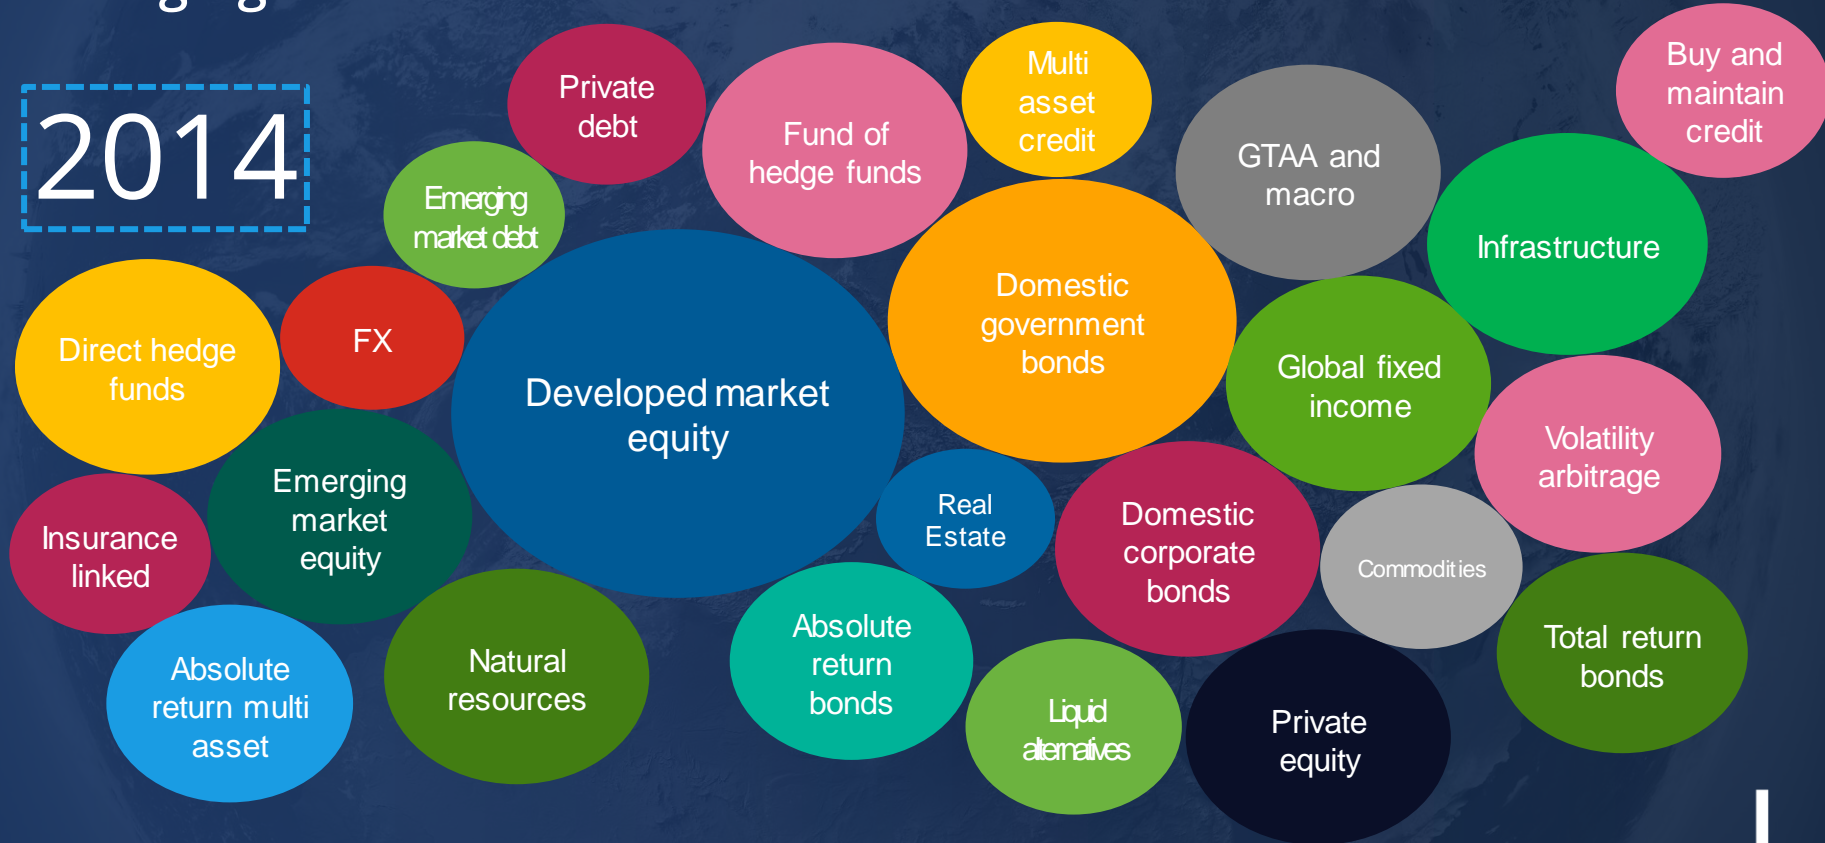 2014
Private
debt
Fund of
hedge funds
Multi
asset
credit
GTAA and
macro
Buy and
maintain
credit
Emerging
market debt
Infrastructure
Direct hedge
funds
FX
Developed market
equity
Domestic
government
bonds
Global fixed
income
Volatility
arbitrage
Insurance
linked
Emerging
market
equity
Real
Estate
Domestic
corporate
bonds
Commodities
Absolute
return multi
asset
Natural
resources
Absolute
return
bonds
Liquid
alternatives
Private
equity
Total return
bonds